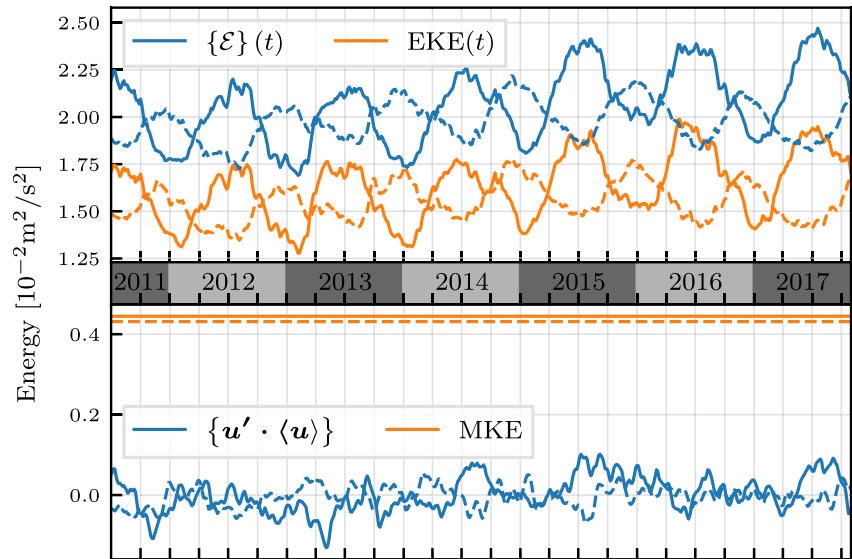 Energy [10⁻²m²/s²]
2.50
2.25
2.00
1.75
1.50
1.25
{ℰ} (t)
EKE(t)
2011 2012 2013 2014 2015 2016 2017
0.4
0.2
0.0
{u′ · ⟨u⟩}
MKE